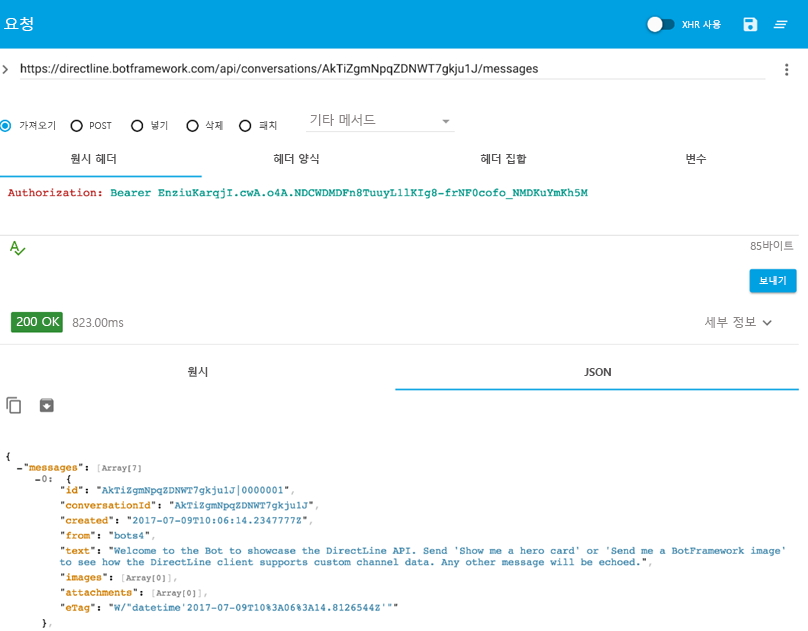 요청
XHR 사용
https://directline.botframework.com/api/conversations/AkTiZgmNpqZDNWT7gkju1J/messages
가져오기 POST 넣기 삭제 패치 기타 메서드
원시 헤더 헤더 양식 헤더 집합 변수
Authorization: Bearer EnziuKarqjI.cwA.o4A.NDCWDMDFn8TuuyL1lKIg8-frNF0cofo_NMDKuYmKh5M
85바이트
보내기
200 OK 823.00ms 세부 정보
원시 JSON
{
"messages": [Array[7]
0: {
"id": "AkTiZgmNpqZDNWT7gkju1J|0000001",
"conversationId": "AkTiZgmNpqZDNWT7gkju1J",
"created": "2017-07-09T10:06:14.2347777Z",
"from": "bots4",
"text": "Welcome to the Bot to showcase the DirectLine API. Send 'Show me a hero card' or 'Send me a BotFramework image'
to see how the DirectLine client supports custom channel data. Any other message will be echoed.",
"images": [Array[0]],
"attachments": [Array[0]],
"eTag": "W/"datetime'2017-07-09T10%3A06%3A14.8126544Z'""
},